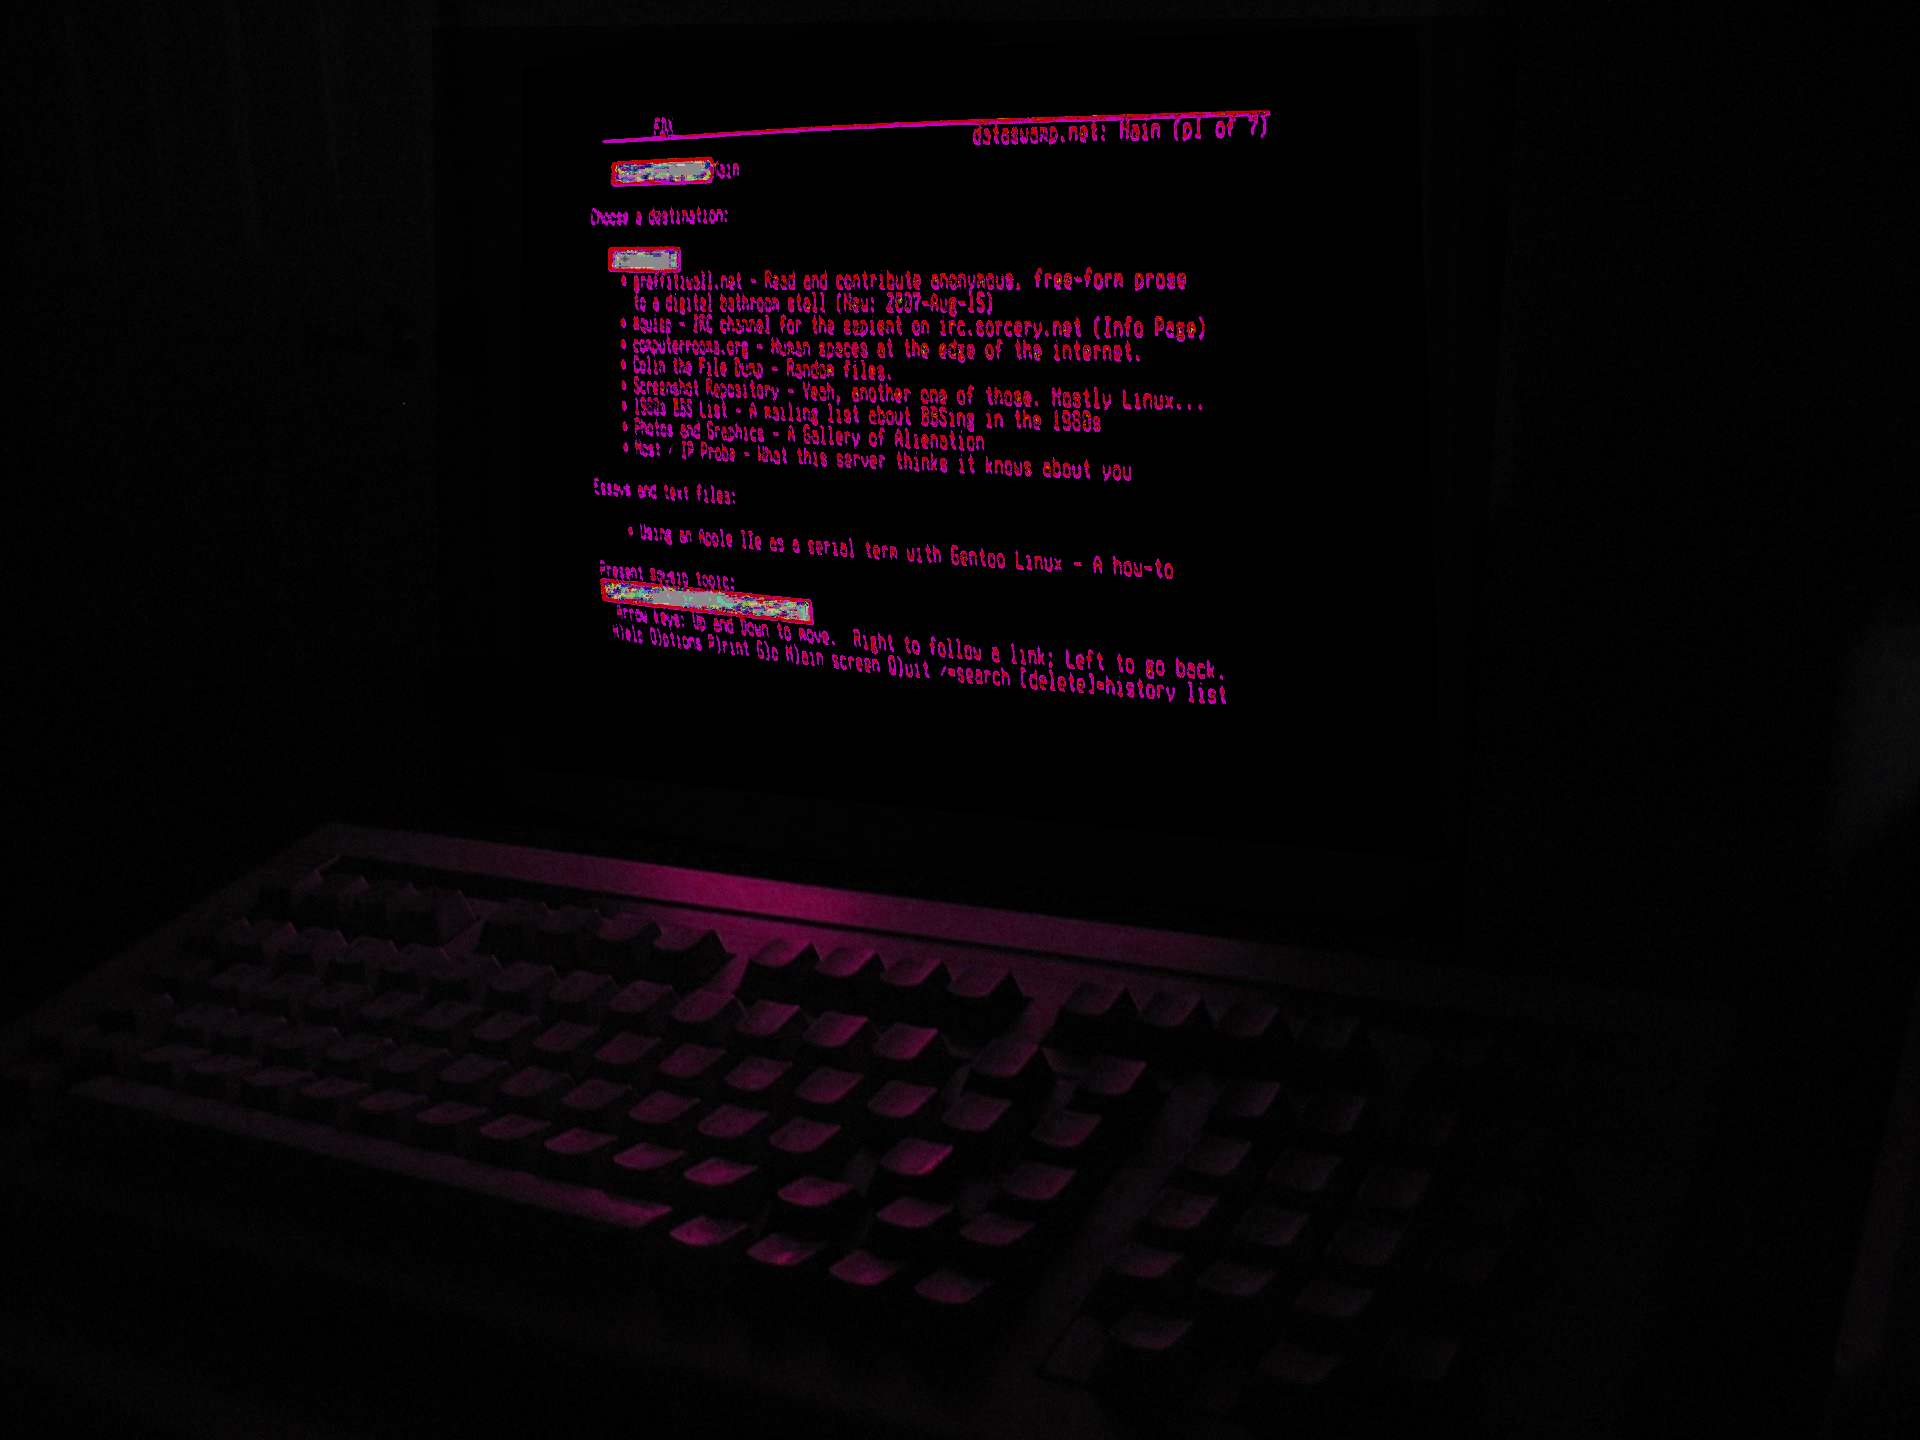 dataswamp.net: Main (p1 of 7)
Main
Choose a destination:
• graffitiwall.net - Read and contribute anonymous, free-form prose
to a digital bathroom stall (New: 2007-Aug-15)
• - IRC channel for the sapient on irc.sorcery.net (Info Page)
• computerrooms.org - Human spaces at the edge of the internet.
• Colin the File Dump - Random files.
• Screenshot Repository - Yeah, another one of those. Mostly Linux...
• 1980s BBS List - A mailing list about BBSing in the 1980s
• Photos and Graphics - A Gallery of Alienation
• Host / IP Probe - What this server thinks it knows about you
Essays and text files:
• Using an Apple IIe as a serial term with Gentoo Linux - A how-to
Present topic:
Arrow keys: Up and Down to move. Right to follow a link; Left to go back.
H)elp O)ptions P)rint G)o M)ain screen Q)uit /=search [delete]=history list